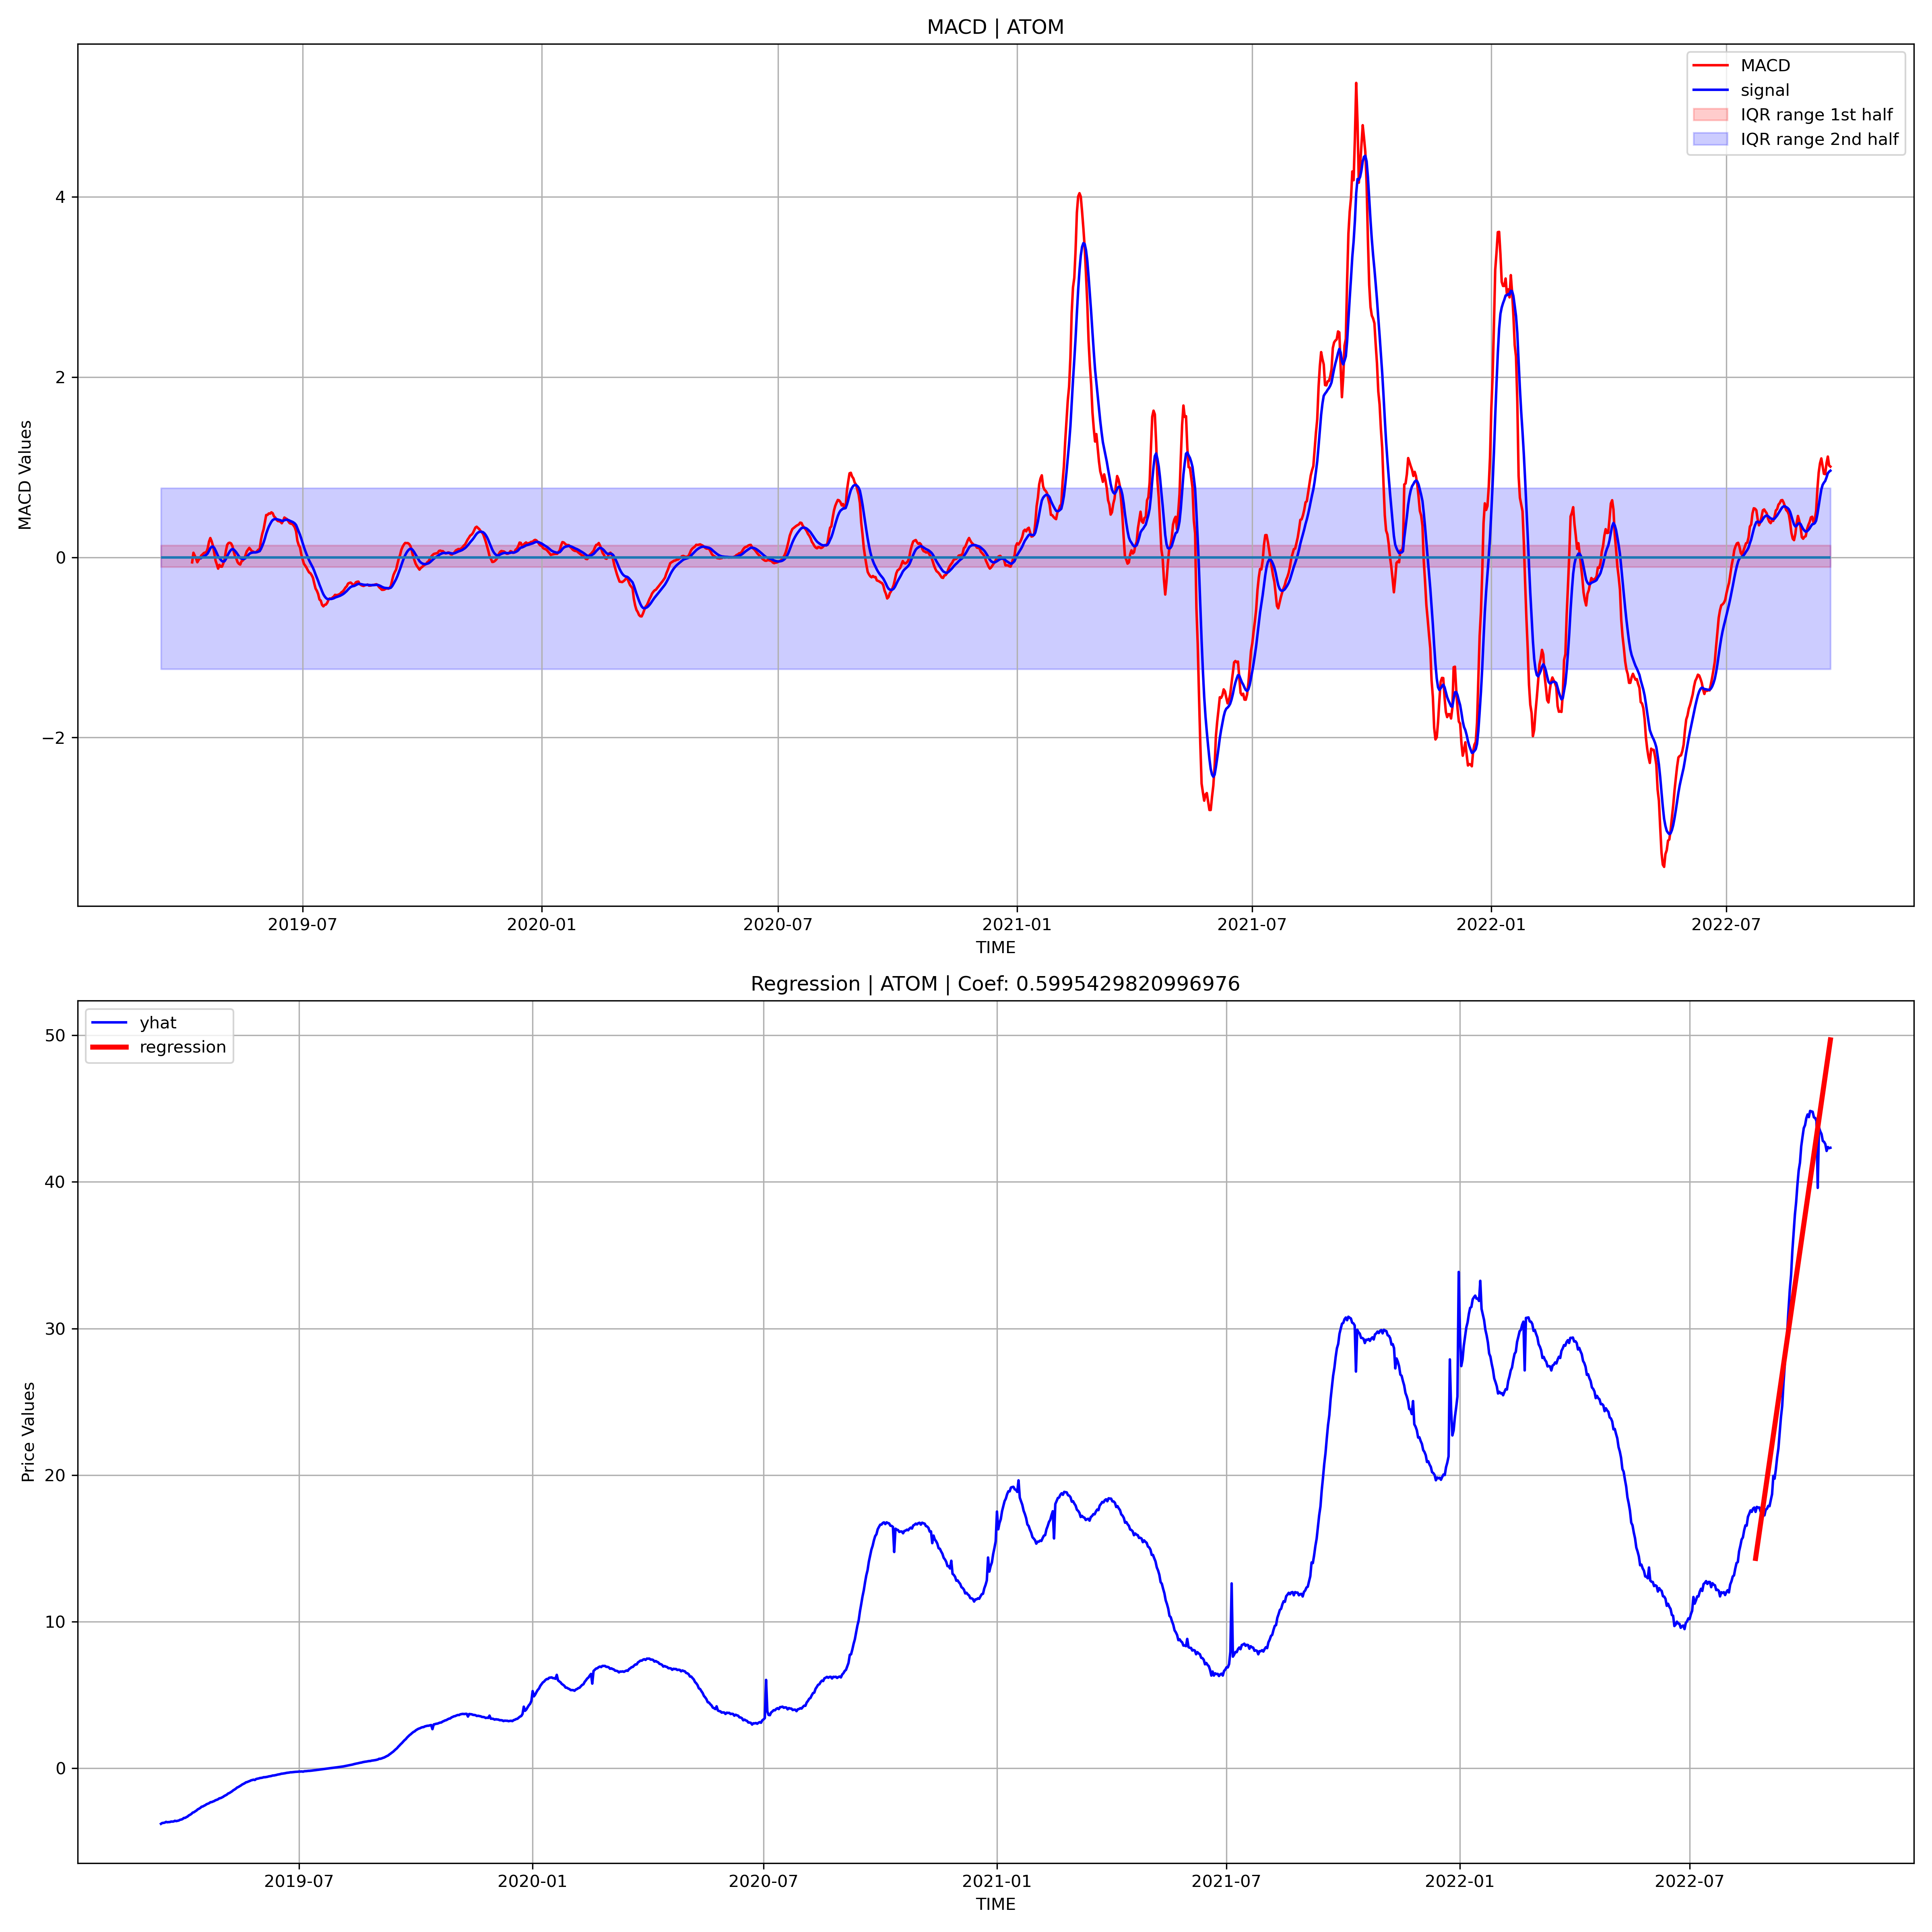 MACD | ATOM
MACD
signal
IQR range 1st half
IQR range 2nd half
MACD Values
4
2
0
−2
2019-07 2020-01 2020-07 2021-01 2021-07 2022-01 2022-07
TIME
Regression | ATOM | Coef: 0.5995429820996976
yhat
regression
Price Values
50
40
30
20
10
0
2019-07 2020-01 2020-07 2021-01 2021-07 2022-01 2022-07
TIME